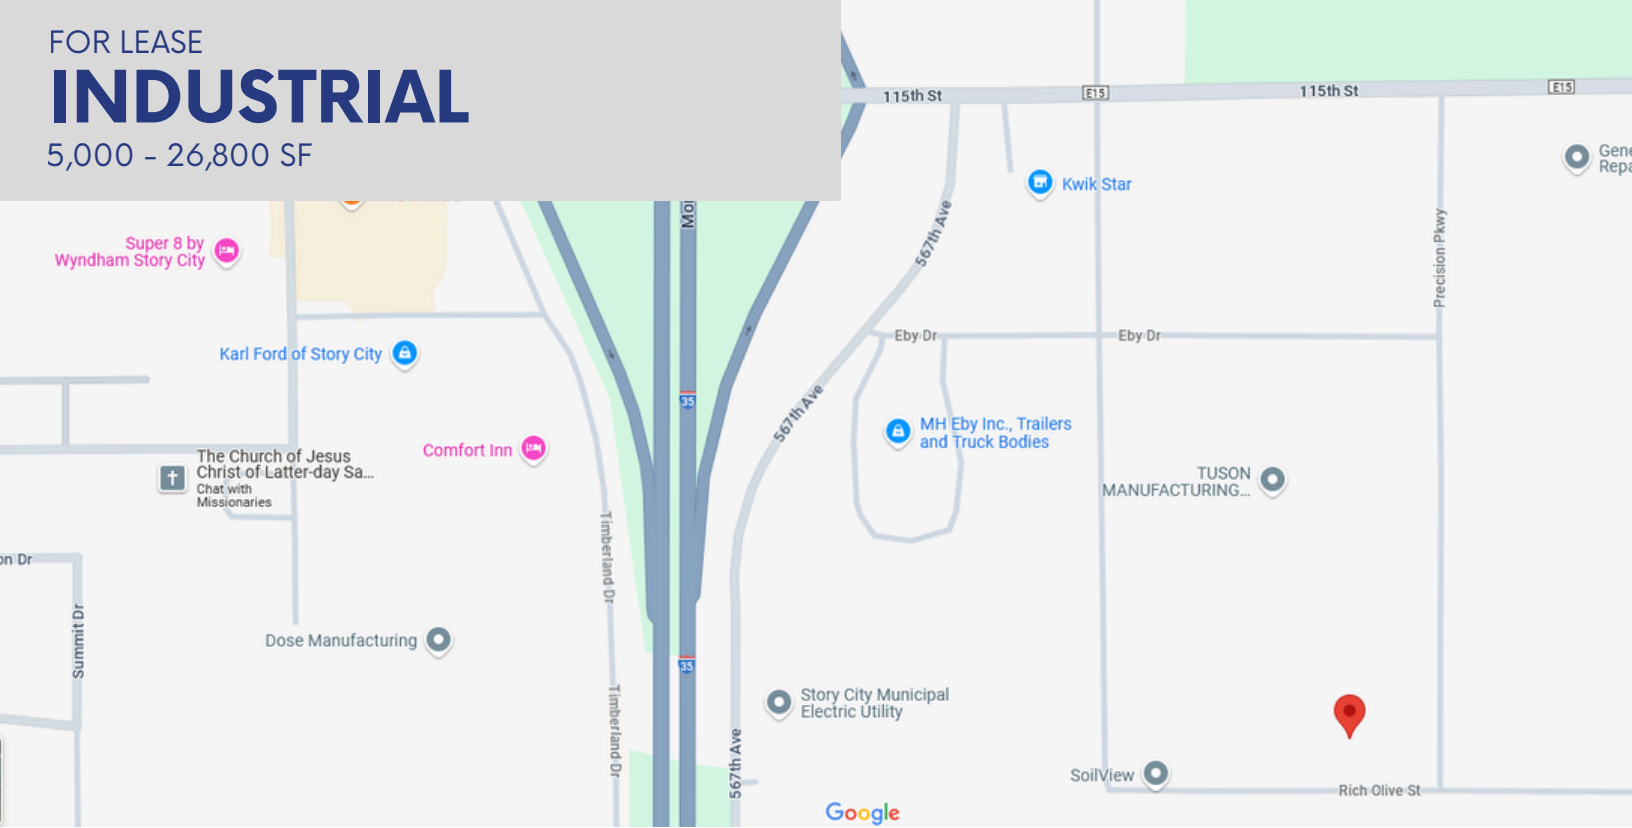 FOR LEASE
INDUSTRIAL
5,000 - 26,800 SF
115th St
E15
115th St
E15
Gene
Repa
Kwik Star
Super 8 by
Wyndham Story City
567th Ave
Precision Pkwy
Eby Dr
Eby Dr
Karl Ford of Story City
35
567th Ave
MH Eby Inc., Trailers
and Truck Bodies
Comfort Inn
The Church of Jesus
Christ of Latter-day Sa...
Chat with
Missionaries
TUSON
MANUFACTURING...
Timberland Dr
on Dr
Summit Dr
Dose Manufacturing
35
Story City Municipal
Electric Utility
Timberland Dr
567th Ave
SoilView
Rich Olive St
Google